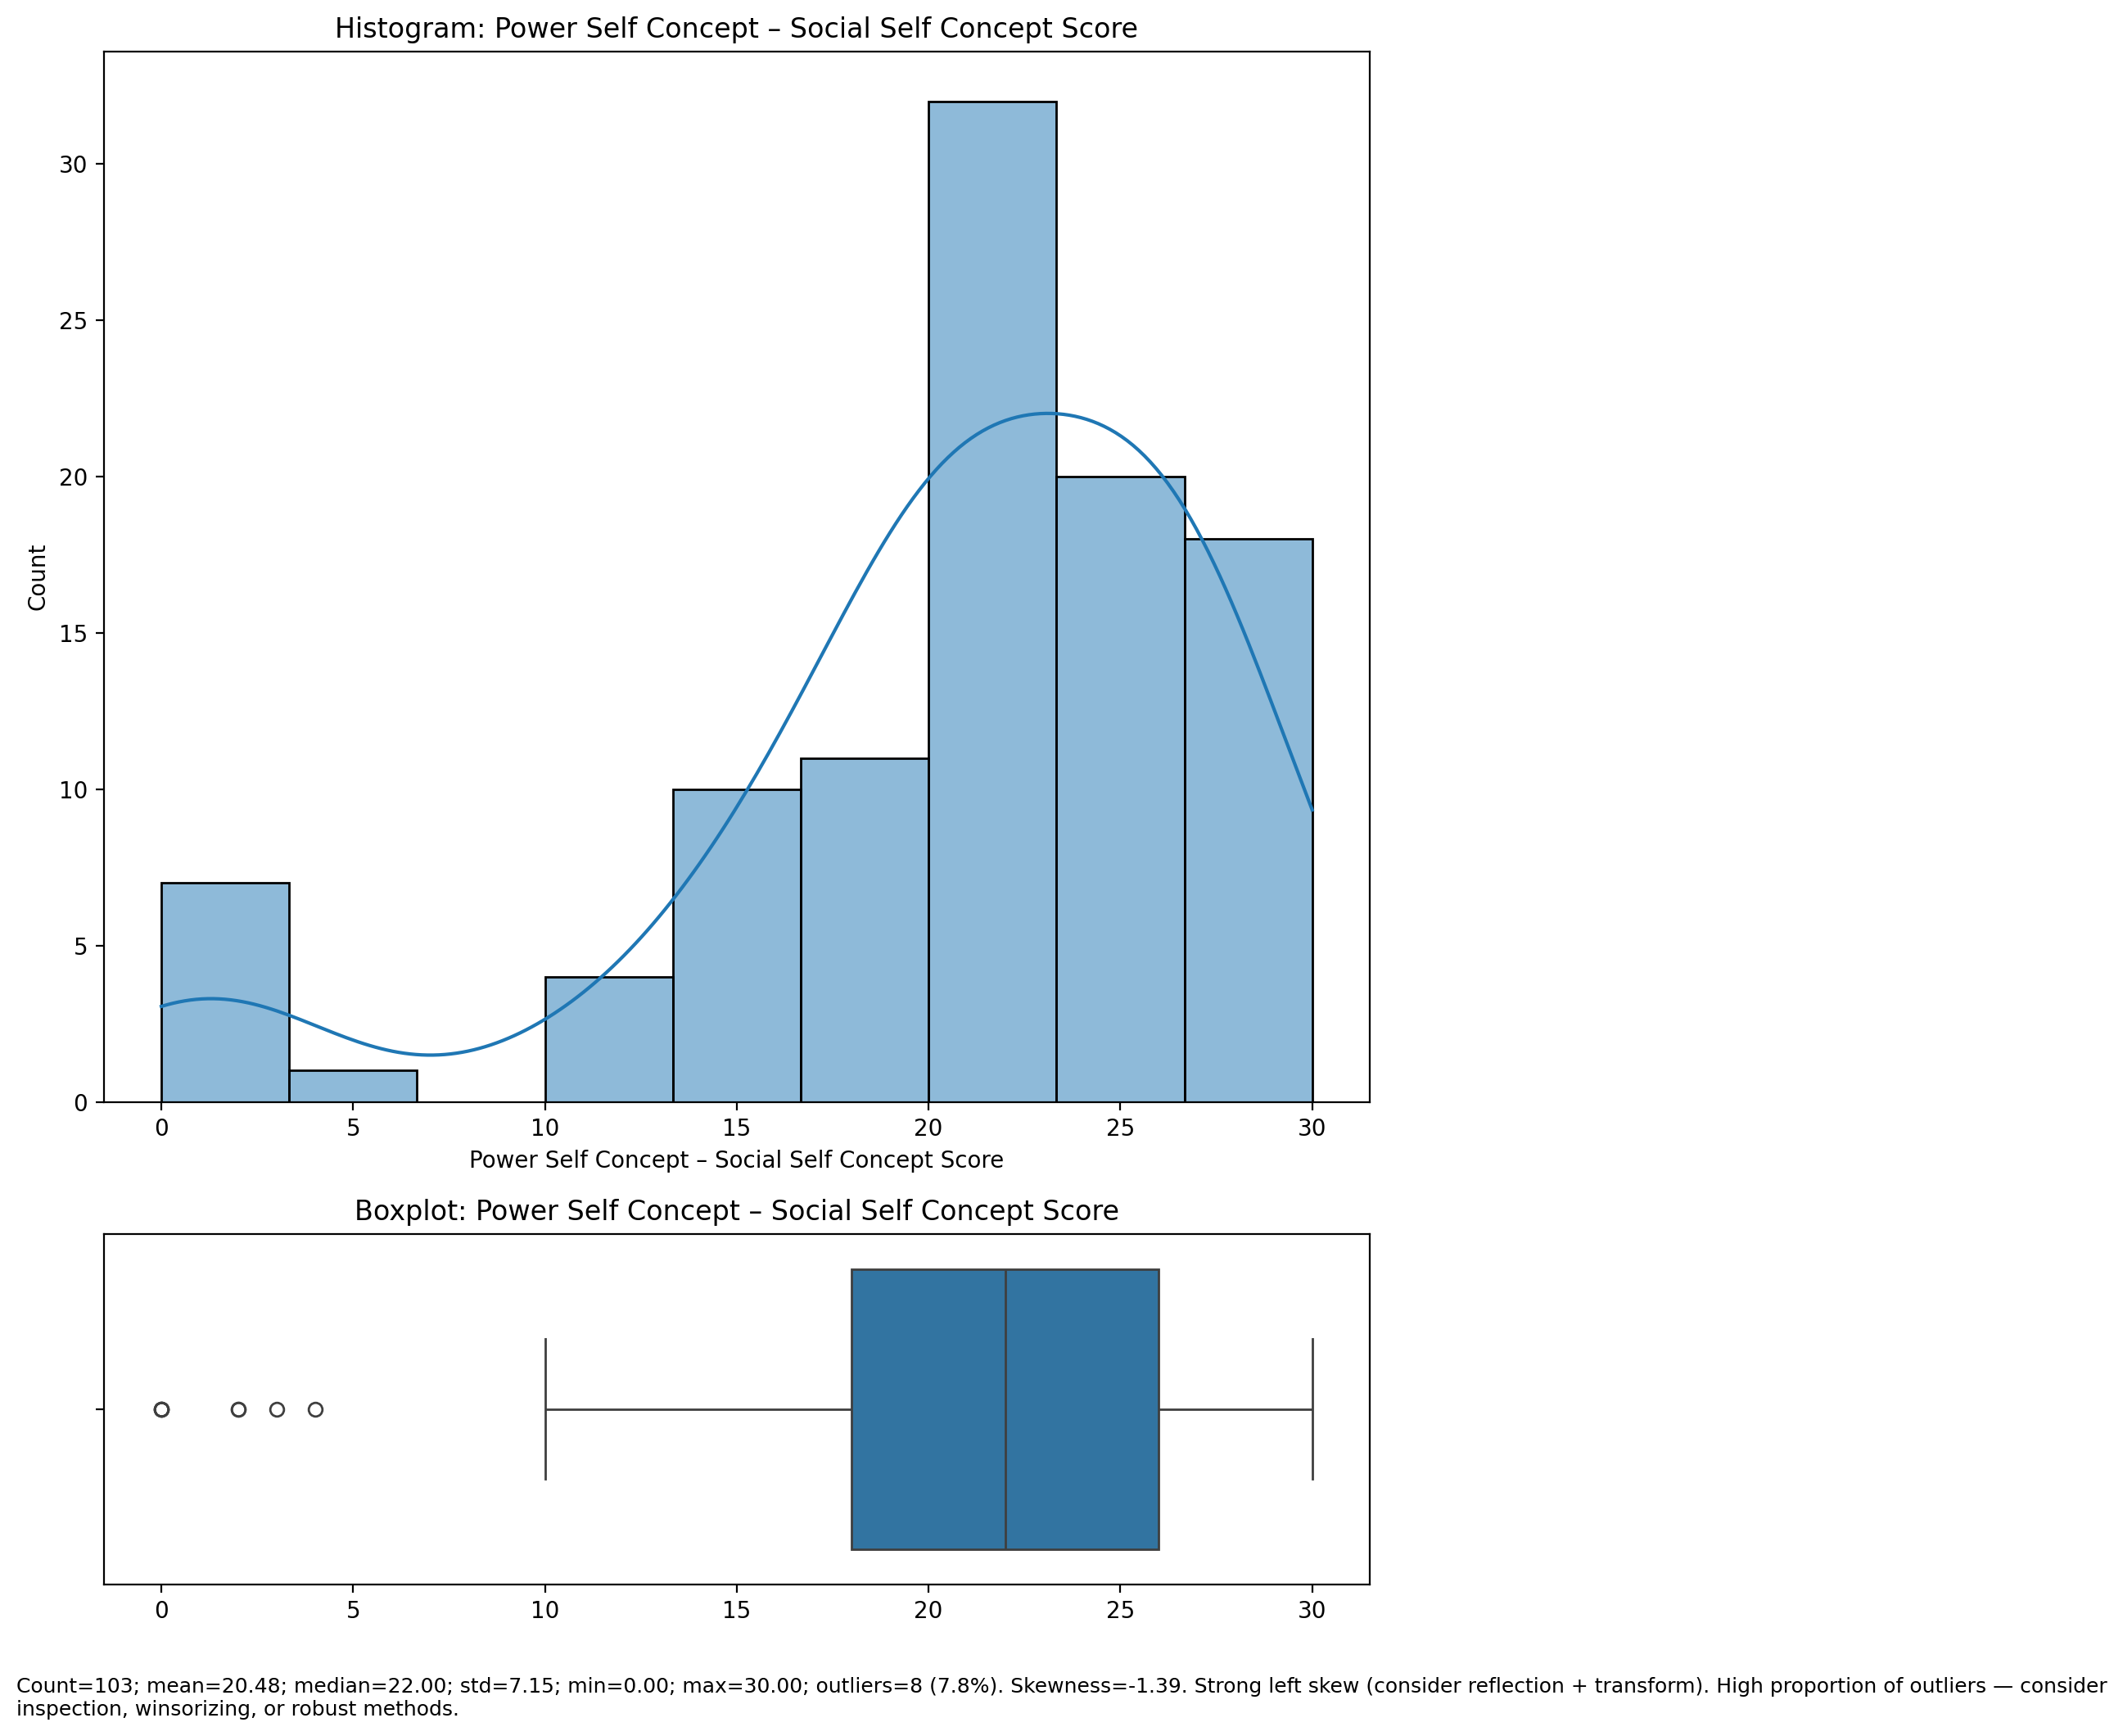 Histogram: Power Self Concept – Social Self Concept Score
30
25
20
15
10
5
0
Count
0 5 10 15 20 25 30
Power Self Concept – Social Self Concept Score
Boxplot: Power Self Concept – Social Self Concept Score
0 5 10 15 20 25 30
Count=103; mean=20.48; median=22.00; std=7.15; min=0.00; max=30.00; outliers=8 (7.8%). Skewness=-1.39. Strong left skew (consider reflection + transform). High proportion of outliers — consider
inspection, winsorizing, or robust methods.